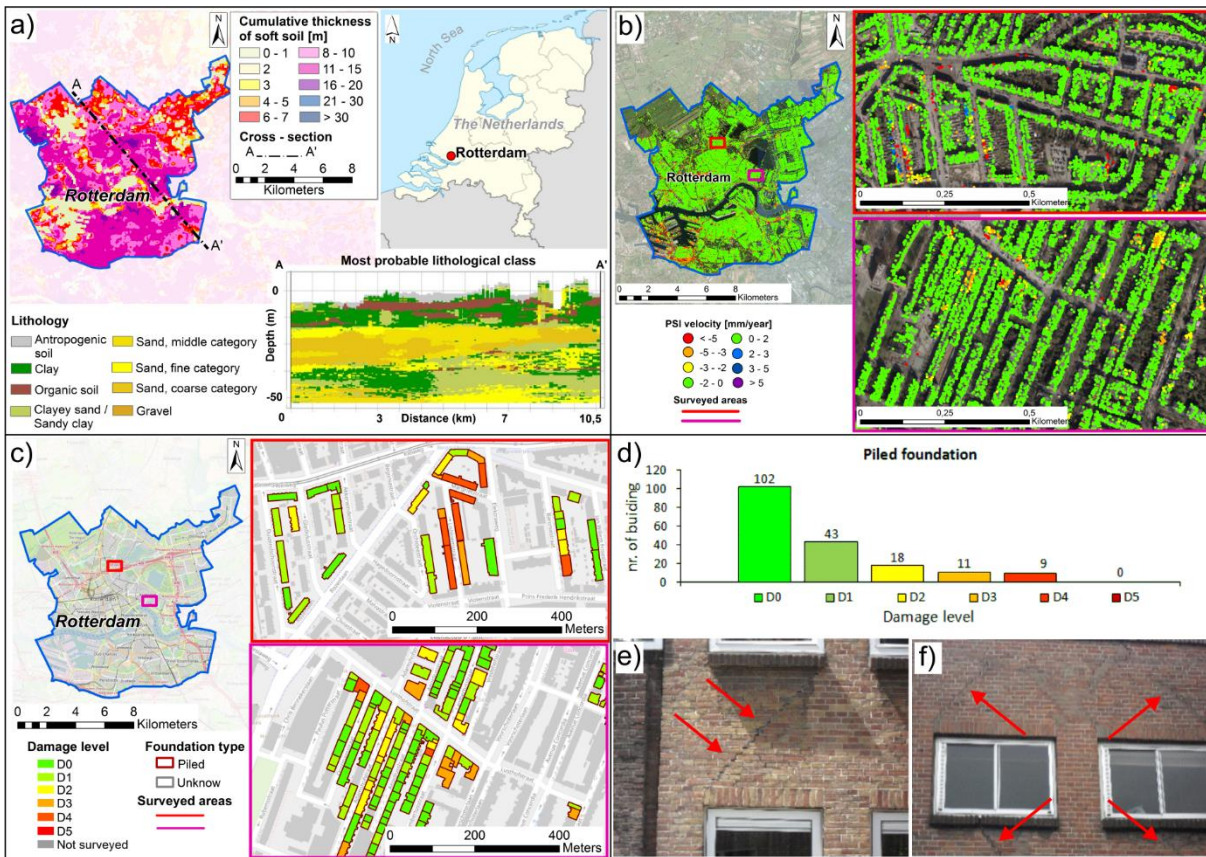 a)
N
Cumulative thickness
of soft soil [m]
0 - 1
2
3
4 - 5
6 - 7
8 - 10
11 - 15
16 - 20
21 - 30
> 30
Cross - section
A
A'
0 2 4 6 8
Kilometers
A
Rotterdam
A'
N
North Sea
The Netherlands
Rotterdam
Most probable lithological class
A
A'
0
-50
Depth (m)
0 3 7 10,5
Distance (km)
Lithology
Antropogenic
soil
Clay
Organic soil
Clayey sand /
Sandy clay
Sand, middle category
Sand, fine category
Sand, coarse category
Gravel
b)
N
Rotterdam
0 2 4 6 8
Kilometers
PSI velocity [mm/year]
< -5
-5 - -3
-3 - -2
-2 - 0
0 - 2
2 - 3
3 - 5
> 5
Surveyed areas
0 0,25 0,5
Kilometer
0 0,25 0,5
Kilometer
c)
N
Rotterdam
0 2 4 6 8
Kilometers
Damage level
D0
D1
D2
D3
D4
D5
Not surveyed
Foundation type
Piled
Unknow
Surveyed areas
Prins Frederik Hendrikstraat
0 200 400
Meters
0 200 400
Meters
d)
Piled foundation
nr. of buiding
120
100
80
60
40
20
0
102
43
18
11
9
0
D0 D1 D2 D3 D4 D5
Damage level
e)
f)